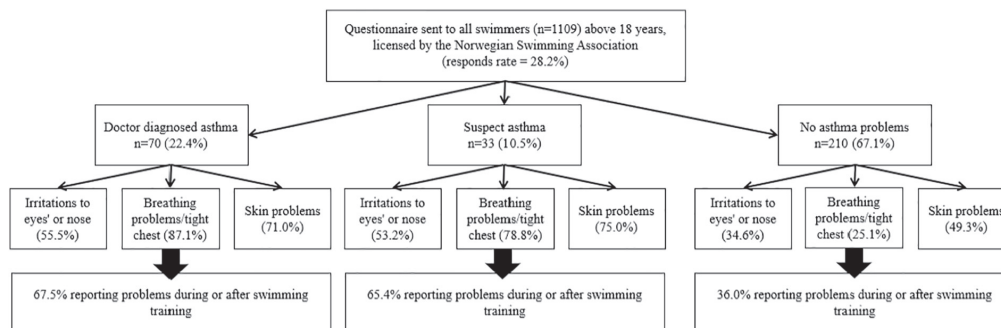 Questionnaire sent to all swimmers (n=1109) above 18 years,
licensed by the Norwegian Swimming Association
(responds rate = 28.2%)
Doctor diagnosed asthma
n=70 (22.4%)
Suspect asthma
n=33 (10.5%)
No asthma problems
n=210 (67.1%)
Irritations to
eyes' or nose
(55.5%)
Breathing
problems/tight
chest (87.1%)
Skin problems
(71.0%)
Irritations to
eyes' or nose
(53.2%)
Breathing
problems/tight
chest (78.8%)
Skin problems
(75.0%)
Irritations to
eyes' or nose
(34.6%)
Breathing
problems/tight
chest (25.1%)
Skin problems
(49.3%)
67.5% reporting problems during or after swimming
training
65.4% reporting problems during or after swimming
training
36.0% reporting problems during or after swimming
training